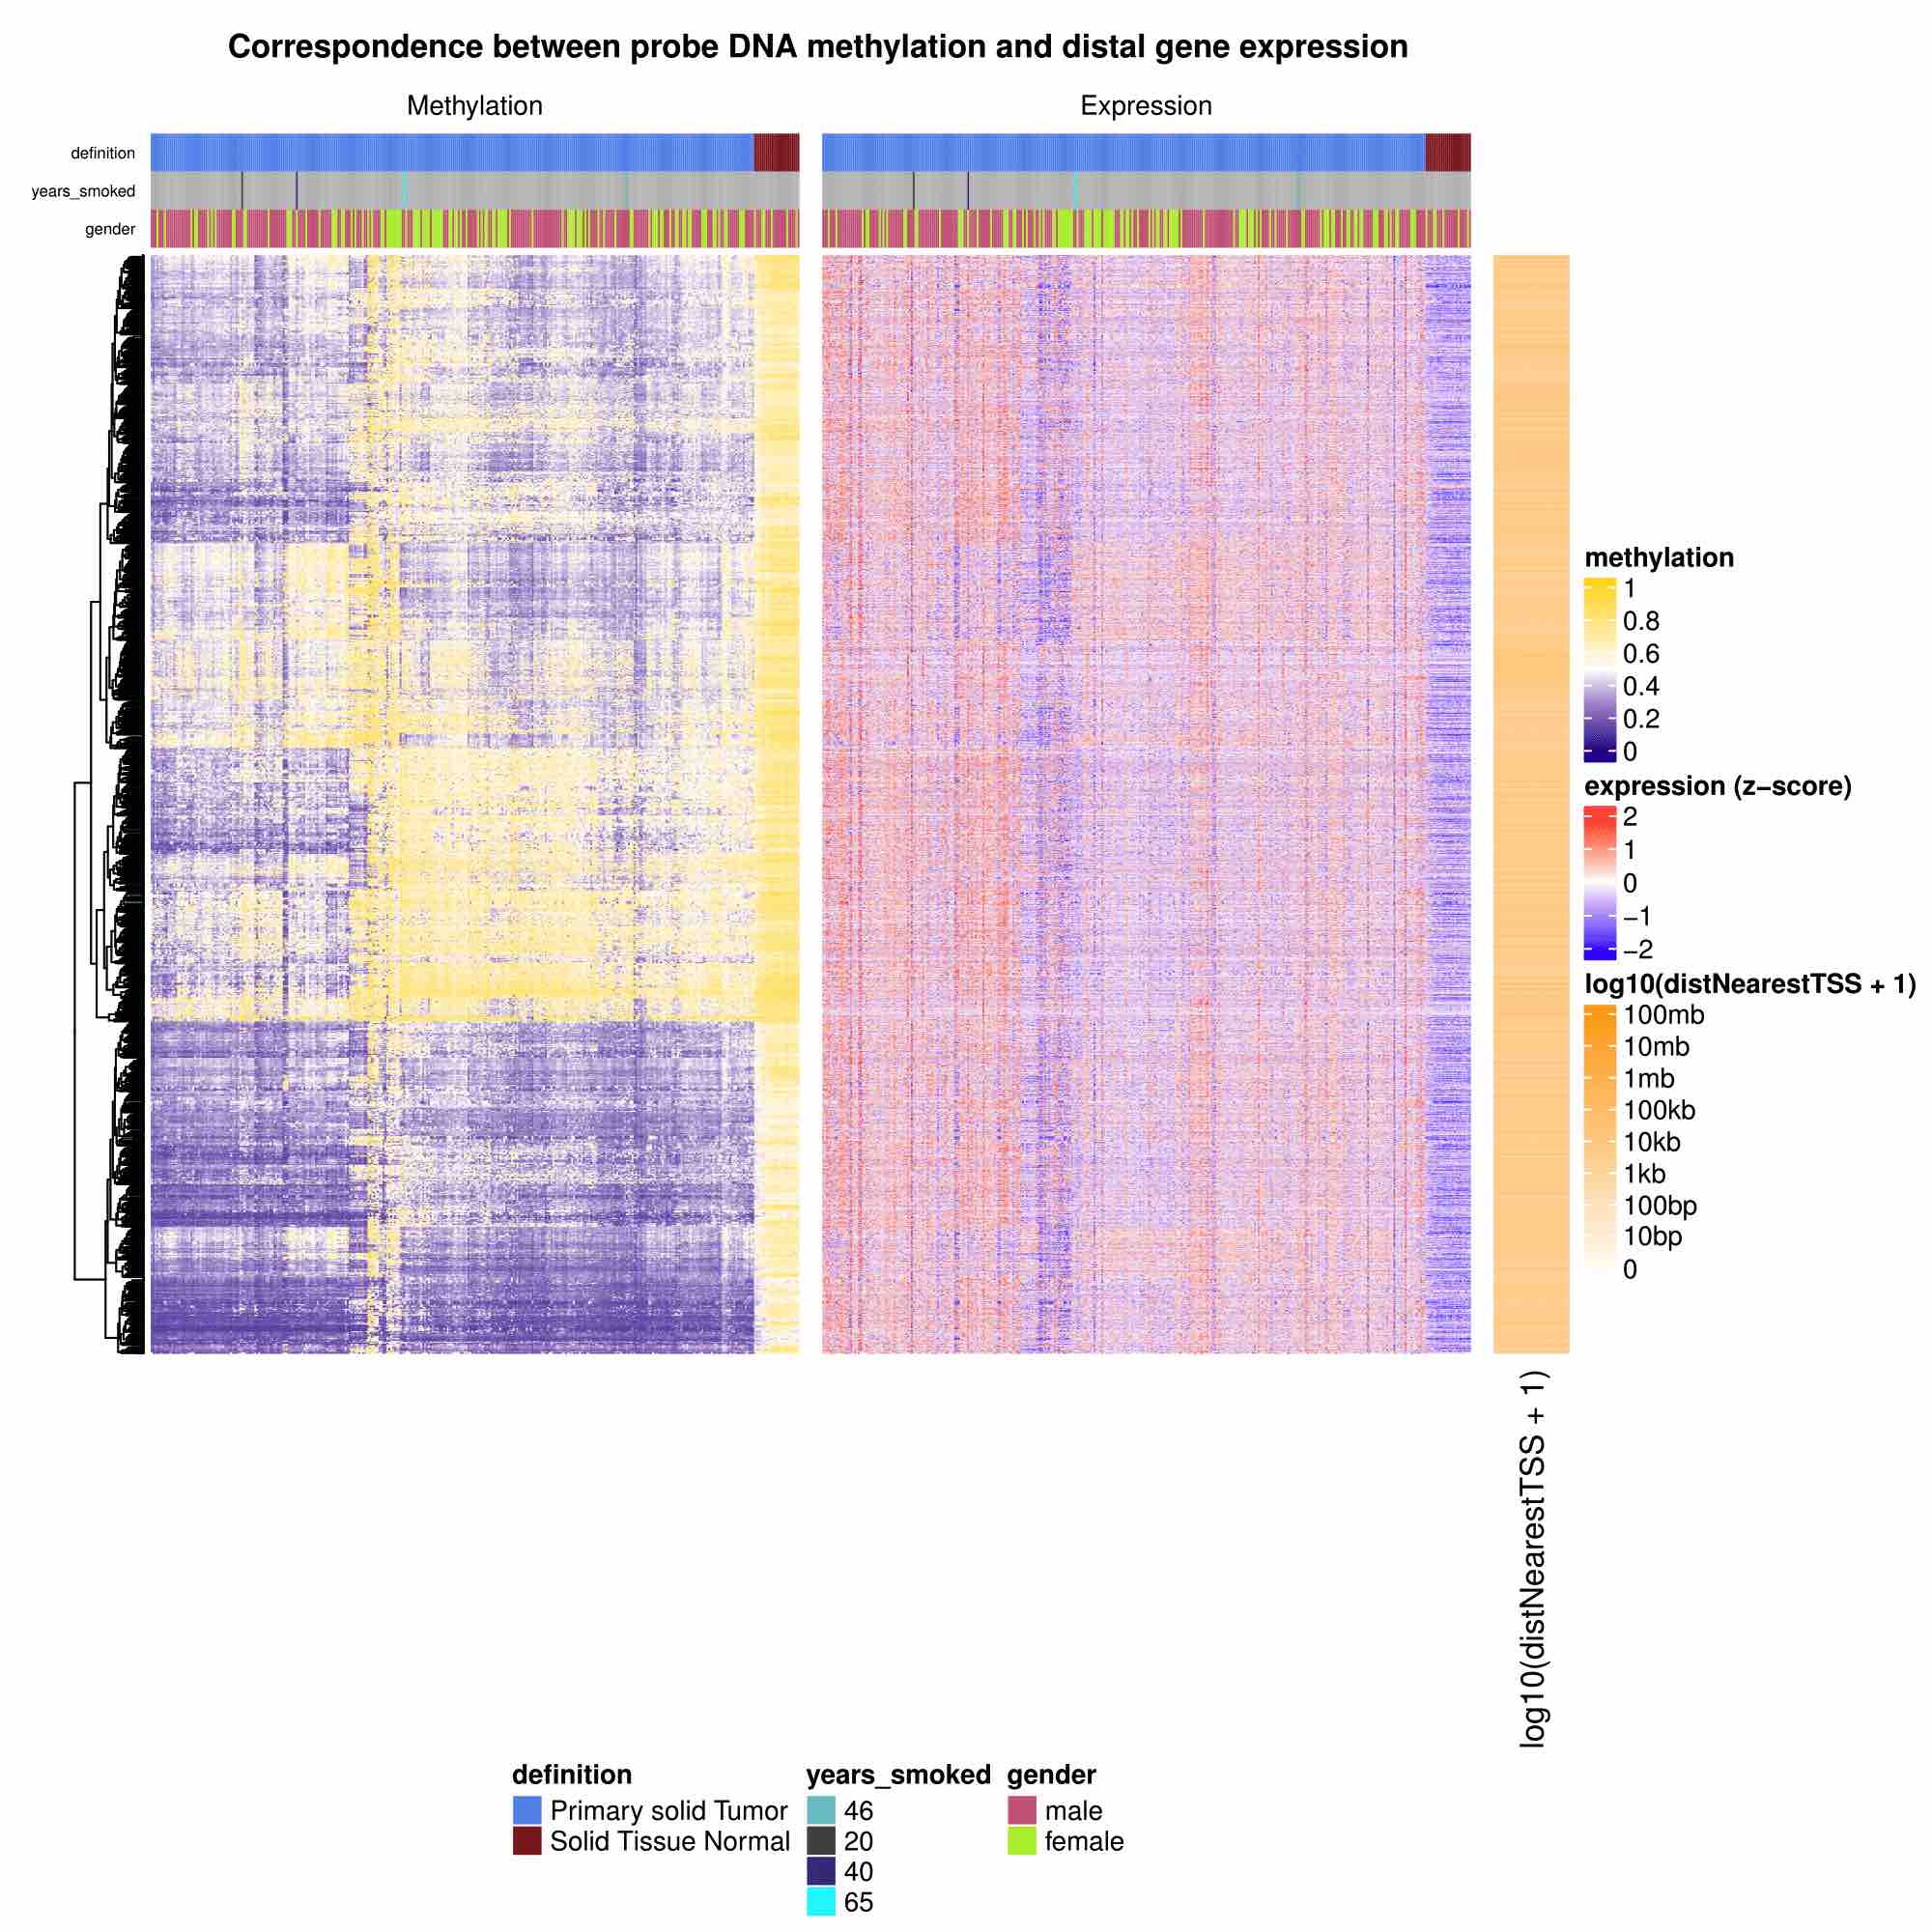 Correspondence between probe DNA methylation and distal gene expression
Methylation
Expression
definition
years_smoked
gender
methylation
1
0.8
0.6
0.4
0.2
0
expression (z−score)
2
1
0
−1
−2
log10(distNearestTSS + 1)
100mb
10mb
1mb
100kb
10kb
1kb
100bp
10bp
0
log10(distNearestTSS + 1)
definition
Primary solid Tumor
Solid Tissue Normal
years_smoked
46
20
40
65
gender
male
female